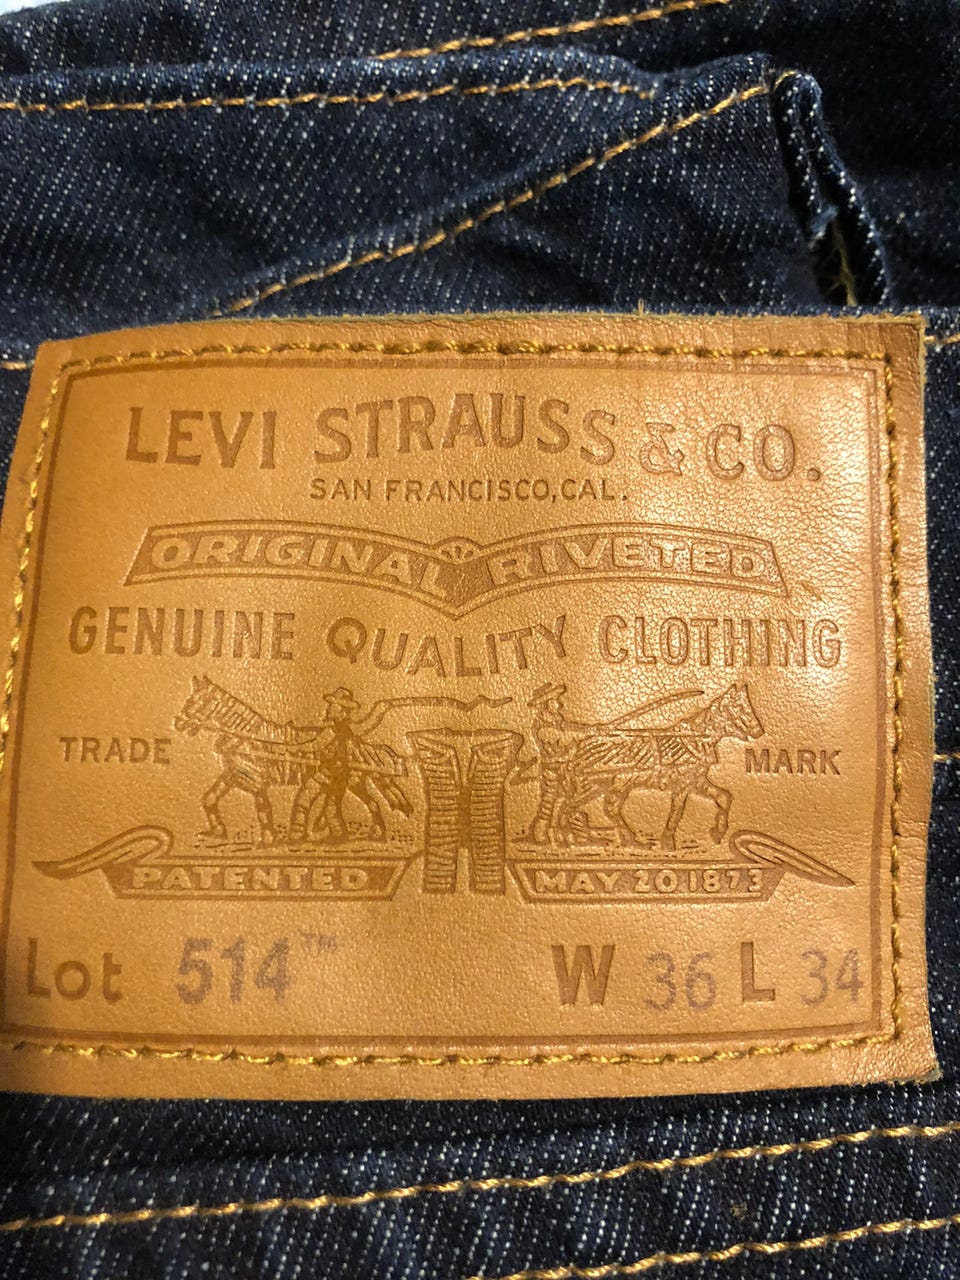 LEVI STRAUSS & CO.
SAN FRANCISCO, CAL.
ORIGINAL RIVETED
GENUINE QUALITY CLOTHING
TRADE MARK
PATENTED MAY 20 1873
Lot 514™ W 36 L 34